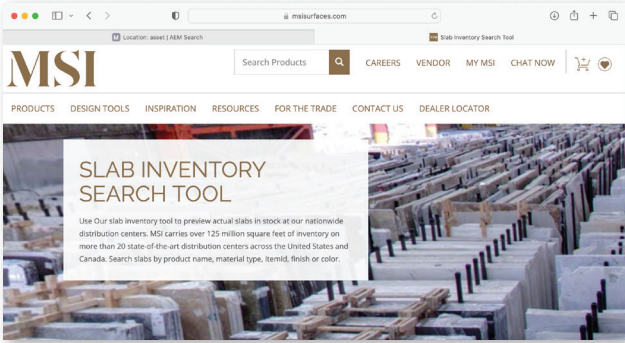 msisurfaces.com
Location: asset | AEM Search
Slab Inventory Search Tool
MSI
Search Products
CAREERS VENDOR MY MSI CHAT NOW
PRODUCTS DESIGN TOOLS INSPIRATION RESOURCES FOR THE TRADE CONTACT US DEALER LOCATOR
SLAB INVENTORY
SEARCH TOOL
Use Our slab inventory tool to preview actual slabs in stock at our nationwide
distribution centers. MSI carries over 125 million square feet of inventory on
more than 20 state-of-the-art distribution centers across the United States and
Canada. Search slabs by product name, material type, itemid, finish or color.